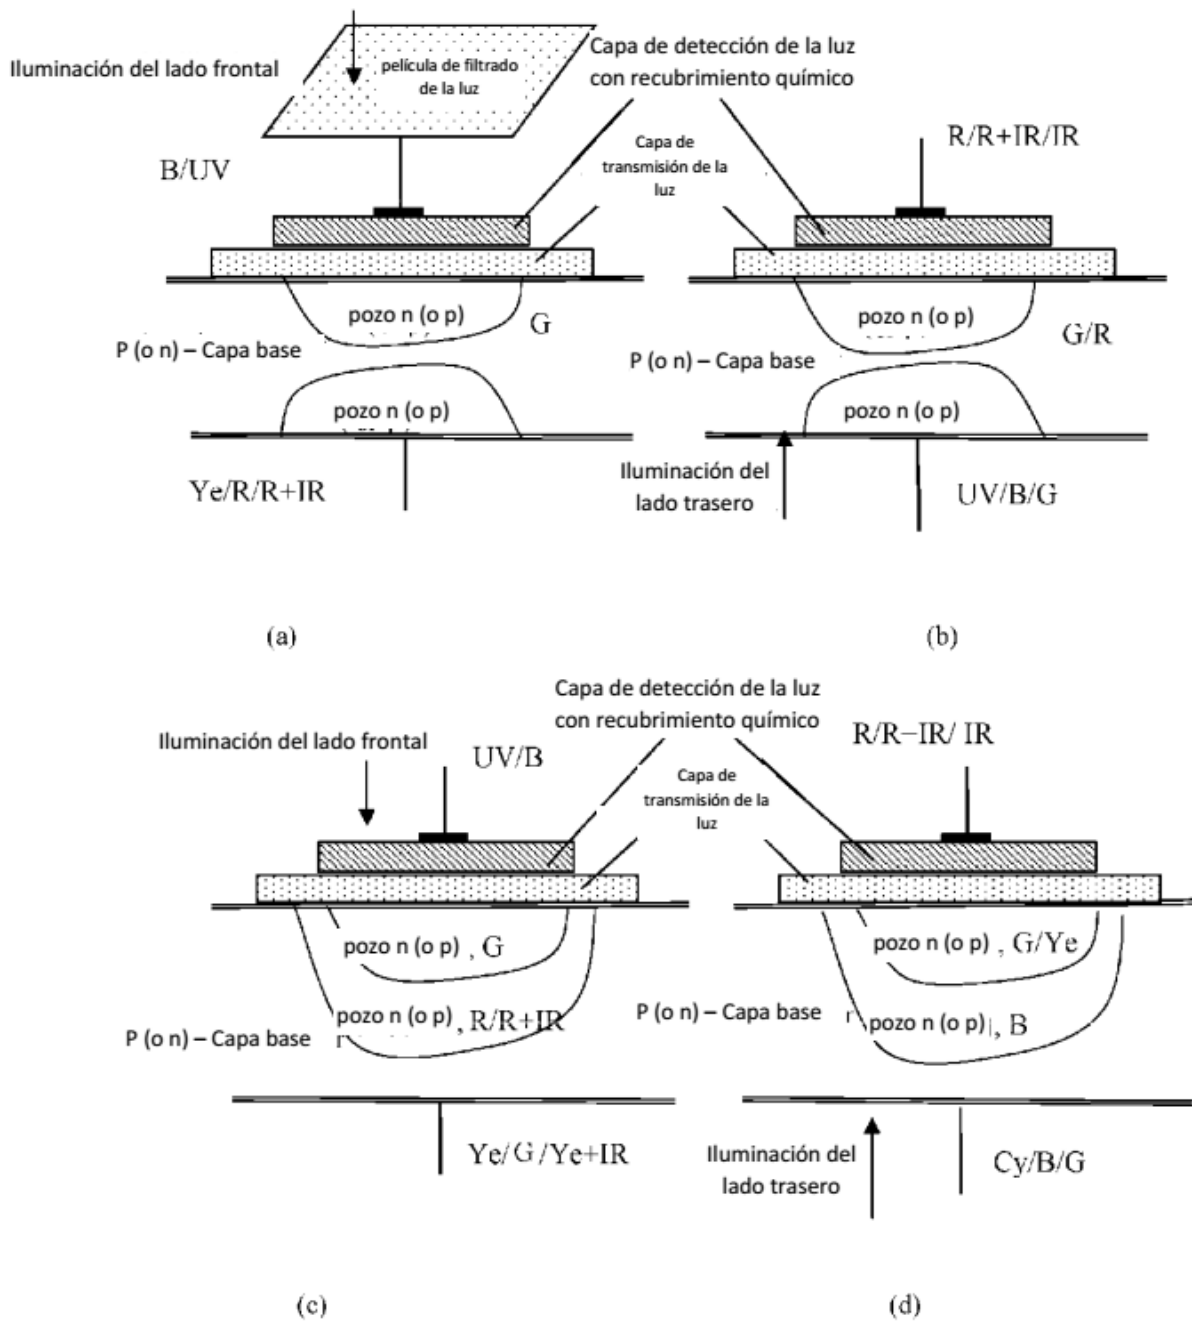 Iluminación del lado frontal
película de filtrado
de la luz
Capa de detección de la luz
con recubrimiento químico
B/UV
Capa de
transmisión de la
luz
R/R+IR/IR
pozo n (o p)
G
P (o n) – Capa base
pozo n (o p)
Ye/R/R+IR
pozo n (o p)
G/R
P (o n) – Capa base
pozo n (o p)
Iluminación del
lado trasero
UV/B/G
(a)
(b)
Capa de detección de la luz
con recubrimiento químico
Iluminación del lado frontal
UV/B
Capa de
transmisión de la
luz
R/R−IR/ IR
pozo n (o p) , G
pozo n (o p) , R/R+IR
P (o n) – Capa base
Ye/G/Ye+IR
pozo n (o p) , G/Ye
P (o n) – Capa base
pozo n (o p) , B
Iluminación del
lado trasero
Cy/B/G
(c)
(d)